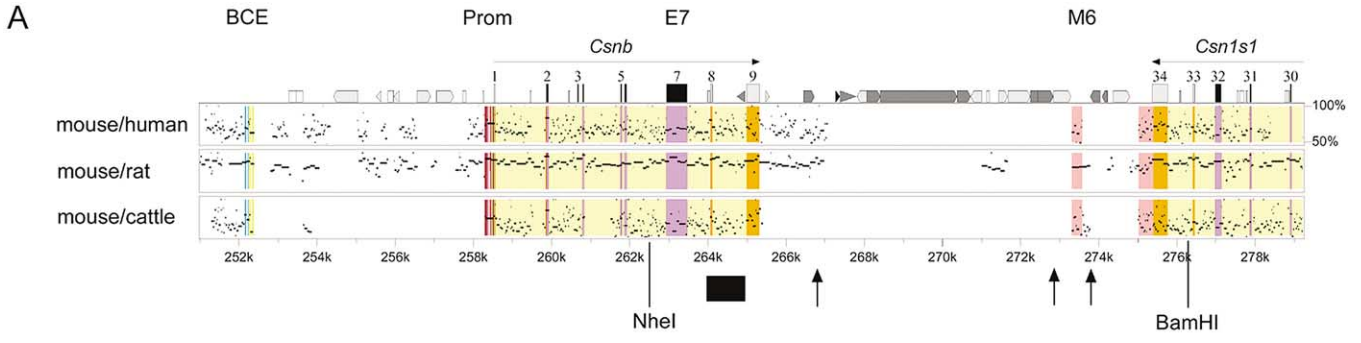 A
BCE Prom E7 M6
Csnb Csn1s1
1 2 3 5 7 8 9 34 33 32 31 30
mouse/human 100%
50%
mouse/rat
mouse/cattle
252k 254k 256k 258k 260k 262k 264k 266k 268k 270k 272k 274k 276k 278k
NheI BamHI